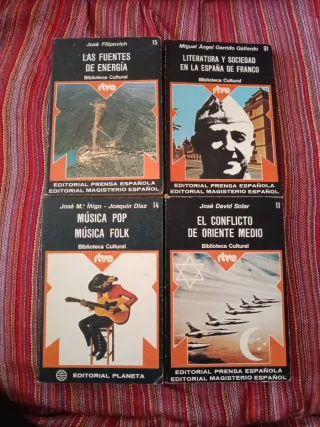 José Filipovich 15
LAS FUENTES
DE ENERGÍA
Biblioteca Cultural
rtve
EDITORIAL PRENSA ESPAÑOLA
EDITORIAL MAGISTERIO ESPAÑOL
Miguel Ángel Garrido Gallardo 81
LITERATURA Y SOCIEDAD
EN LA ESPAÑA DE FRANCO
Biblioteca Cultural
rtve
EDITORIAL PRENSA ESPAÑOLA
EDITORIAL MAGISTERIO ESPAÑOL
José Mª Íñigo - Joaquín Díaz 14
MÚSICA POP
MÚSICA FOLK
Biblioteca Cultural
rtve
EDITORIAL PLANETA
José David Solar 11
EL CONFLICTO
DE ORIENTE MEDIO
Biblioteca Cultural
rtve
EDITORIAL PRENSA ESPAÑOLA
EDITORIAL MAGISTERIO ESPAÑOL